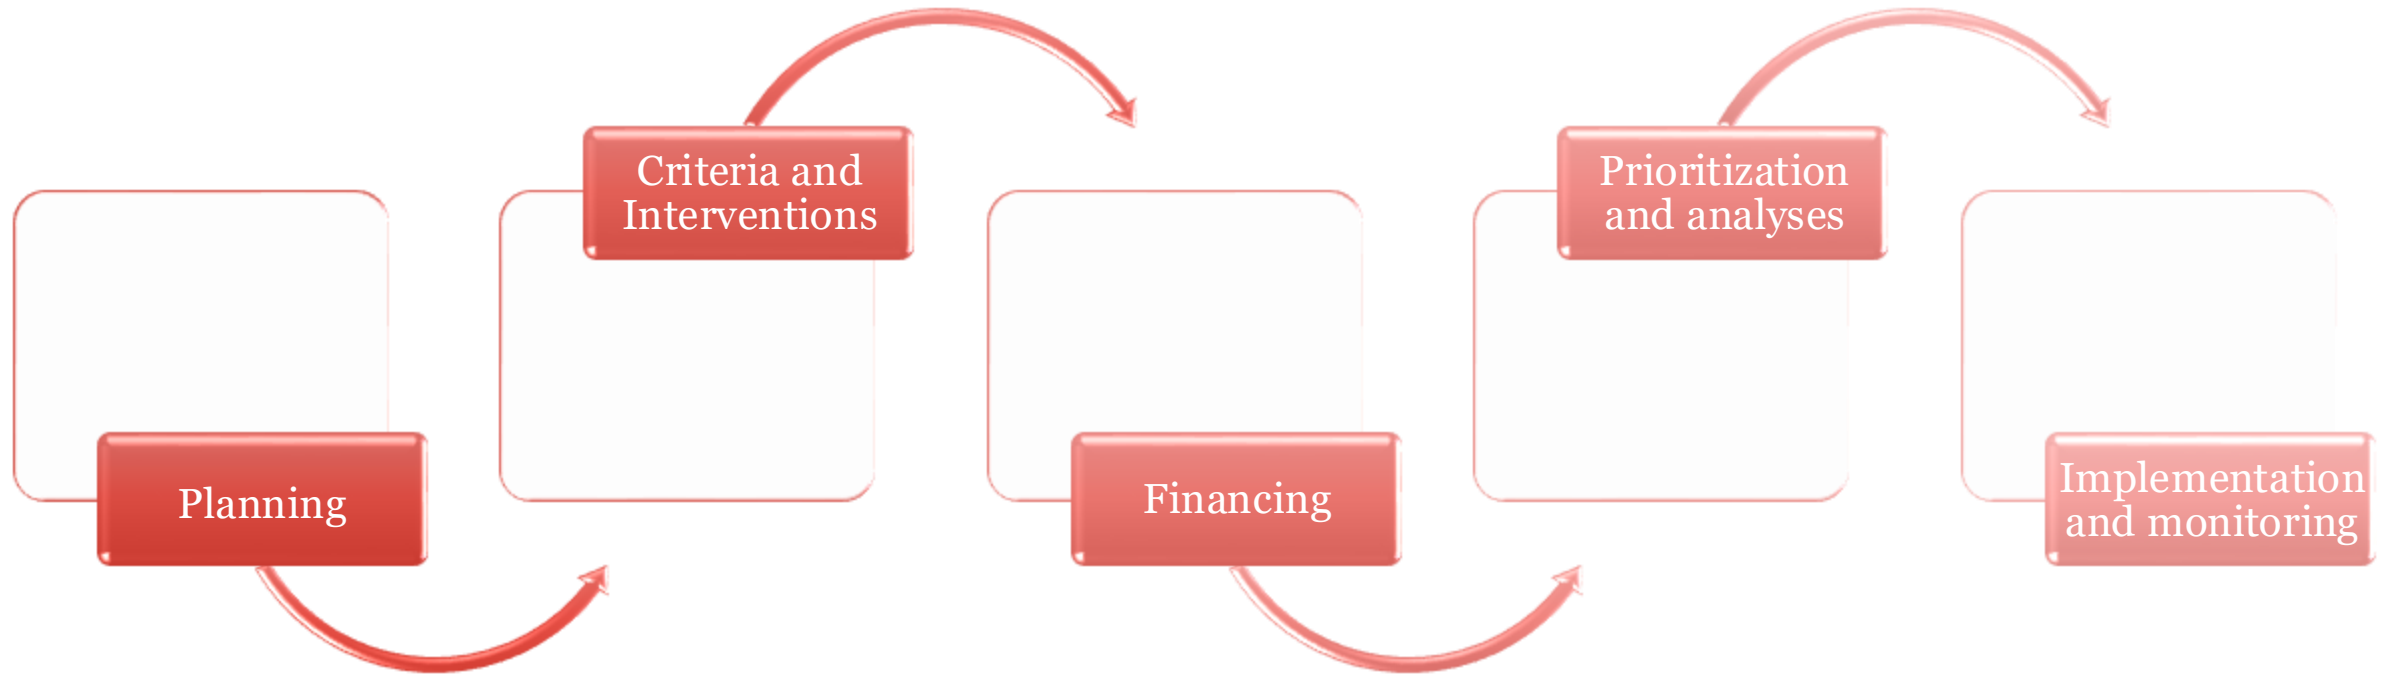 Planning
Criteria and
Interventions
Financing
Prioritization
and analyses
Implementation
and monitoring